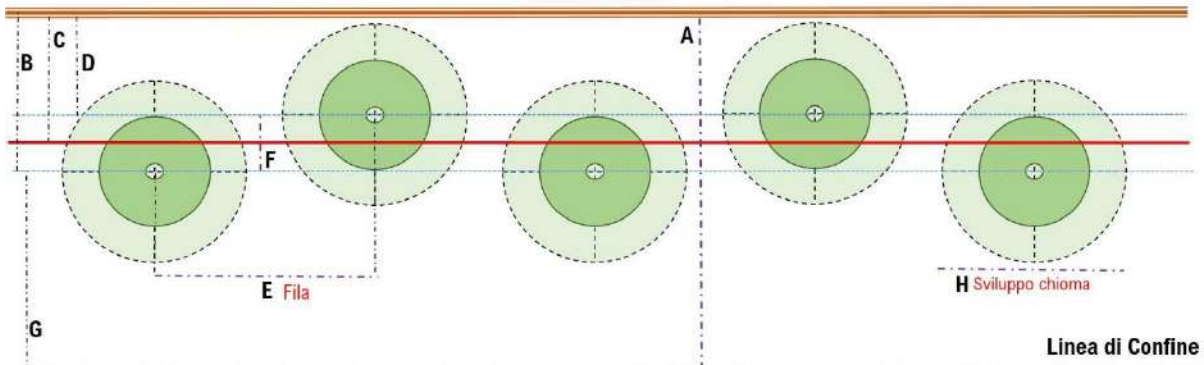 A
B
C
D
F
E Fila
H Sviluppo chioma
G
Linea di Confine